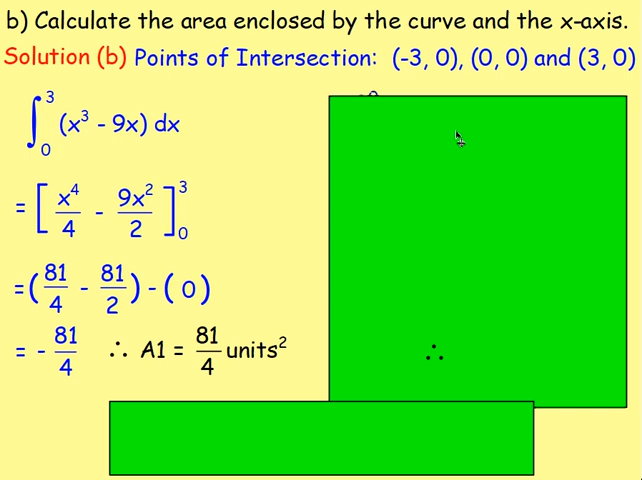 b) Calculate the area enclosed by the curve and the x-axis.
Solution (b) Points of Intersection: (-3, 0), (0, 0) and (3, 0)
∫₀³ (x³ - 9x) dx
= [ x⁴/4 - 9x²/2 ]₀³
= ( 81/4 - 81/2 ) - ( 0 )
= - 81/4 ∴ A1 = 81/4 units²
∴